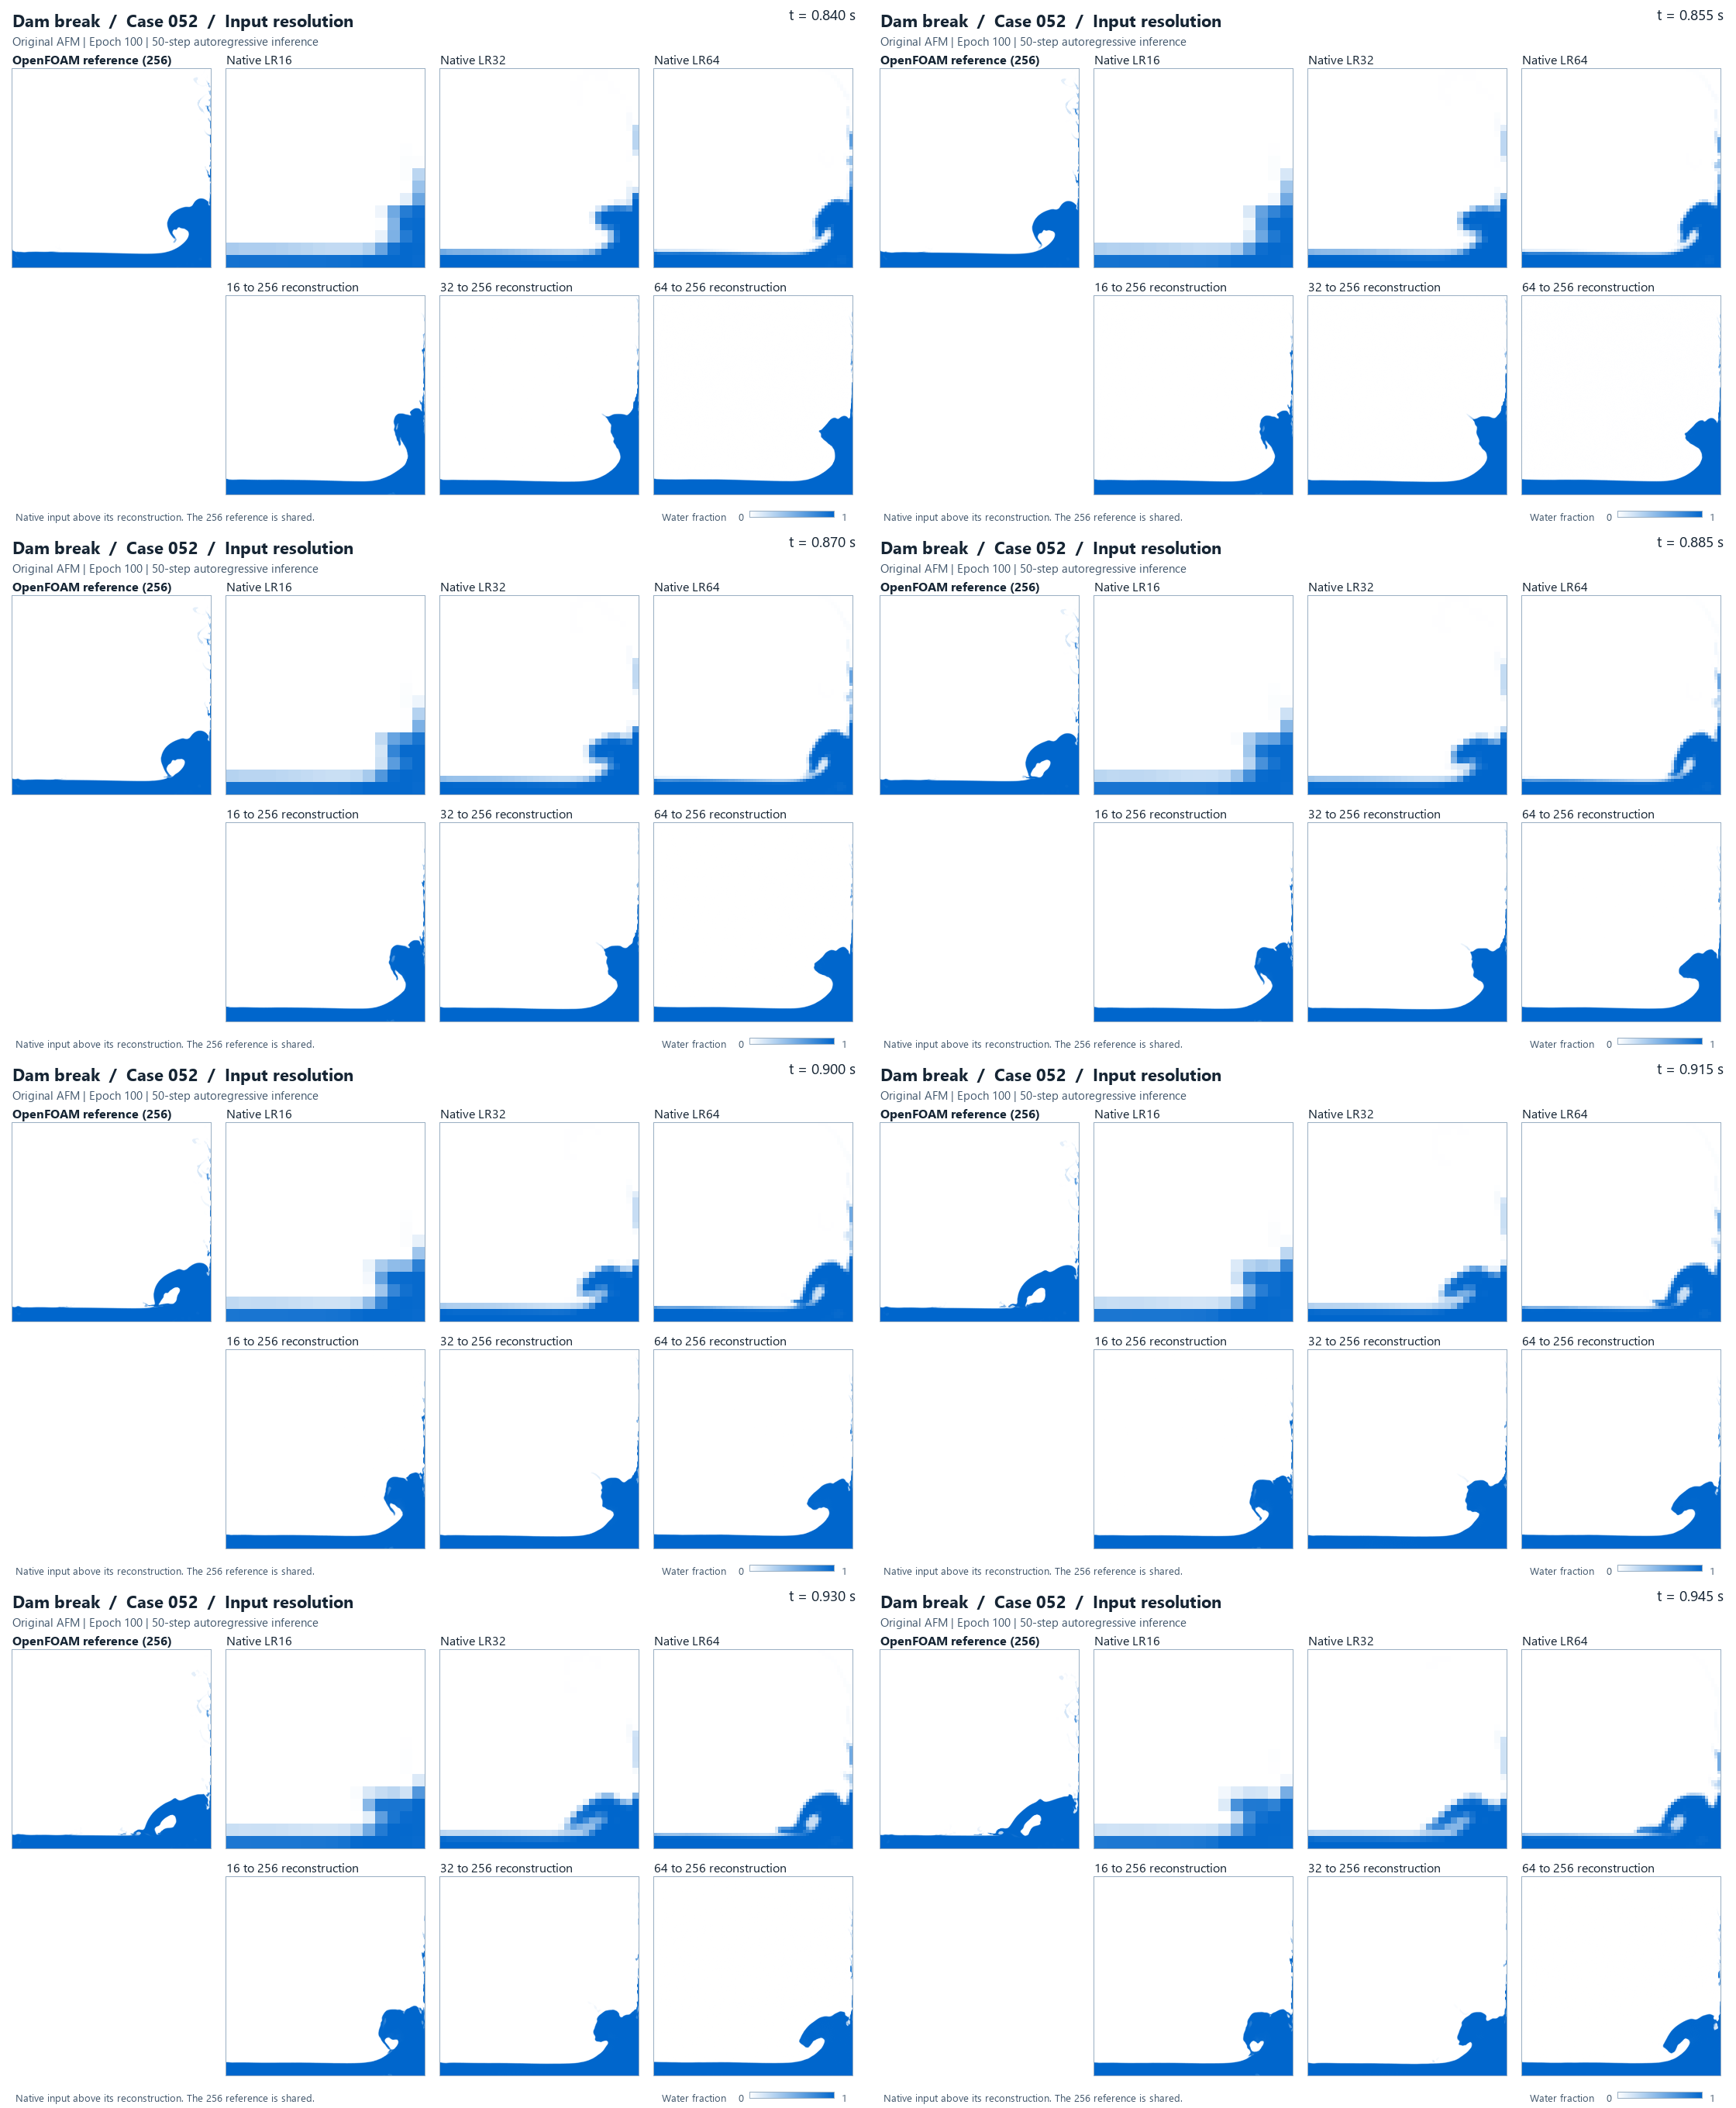 Dam break / Case 052 / Input resolution
t = 0.840 s
Original AFM | Epoch 100 | 50-step autoregressive inference
OpenFOAM reference (256)
Native LR16
Native LR32
Native LR64
16 to 256 reconstruction
32 to 256 reconstruction
64 to 256 reconstruction
Native input above its reconstruction. The 256 reference is shared.
Water fraction 0 1
Dam break / Case 052 / Input resolution
t = 0.855 s
Original AFM | Epoch 100 | 50-step autoregressive inference
OpenFOAM reference (256)
Native LR16
Native LR32
Native LR64
16 to 256 reconstruction
32 to 256 reconstruction
64 to 256 reconstruction
Native input above its reconstruction. The 256 reference is shared.
Water fraction 0 1
Dam break / Case 052 / Input resolution
t = 0.870 s
Original AFM | Epoch 100 | 50-step autoregressive inference
OpenFOAM reference (256)
Native LR16
Native LR32
Native LR64
16 to 256 reconstruction
32 to 256 reconstruction
64 to 256 reconstruction
Native input above its reconstruction. The 256 reference is shared.
Water fraction 0 1
Dam break / Case 052 / Input resolution
t = 0.885 s
Original AFM | Epoch 100 | 50-step autoregressive inference
OpenFOAM reference (256)
Native LR16
Native LR32
Native LR64
16 to 256 reconstruction
32 to 256 reconstruction
64 to 256 reconstruction
Native input above its reconstruction. The 256 reference is shared.
Water fraction 0 1
Dam break / Case 052 / Input resolution
t = 0.900 s
Original AFM | Epoch 100 | 50-step autoregressive inference
OpenFOAM reference (256)
Native LR16
Native LR32
Native LR64
16 to 256 reconstruction
32 to 256 reconstruction
64 to 256 reconstruction
Native input above its reconstruction. The 256 reference is shared.
Water fraction 0 1
Dam break / Case 052 / Input resolution
t = 0.915 s
Original AFM | Epoch 100 | 50-step autoregressive inference
OpenFOAM reference (256)
Native LR16
Native LR32
Native LR64
16 to 256 reconstruction
32 to 256 reconstruction
64 to 256 reconstruction
Native input above its reconstruction. The 256 reference is shared.
Water fraction 0 1
Dam break / Case 052 / Input resolution
t = 0.930 s
Original AFM | Epoch 100 | 50-step autoregressive inference
OpenFOAM reference (256)
Native LR16
Native LR32
Native LR64
16 to 256 reconstruction
32 to 256 reconstruction
64 to 256 reconstruction
Native input above its reconstruction. The 256 reference is shared.
Water fraction 0 1
Dam break / Case 052 / Input resolution
t = 0.945 s
Original AFM | Epoch 100 | 50-step autoregressive inference
OpenFOAM reference (256)
Native LR16
Native LR32
Native LR64
16 to 256 reconstruction
32 to 256 reconstruction
64 to 256 reconstruction
Native input above its reconstruction. The 256 reference is shared.
Water fraction 0 1